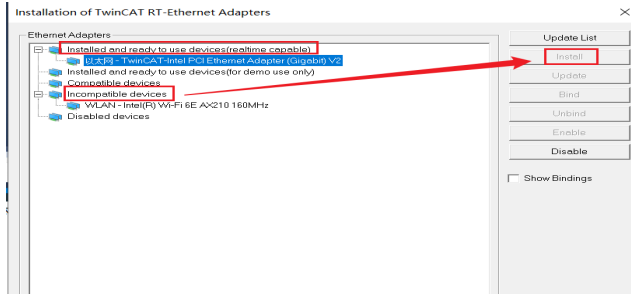 Installation of TwinCAT RT-Ethernet Adapters
Ethernet Adapters
Installed and ready to use devices(realtime capable)
以太网 - TwinCAT-Intel PCI Ethernet Adapter (Gigabit) V2
Installed and ready to use devices(for demo use only)
Compatible devices
Incompatible devices
WLAN - Intel(R) Wi-Fi 6E AX210 160MHz
Disabled devices
Update List
Install
Update
Bind
Unbind
Enable
Disable
Show Bindings